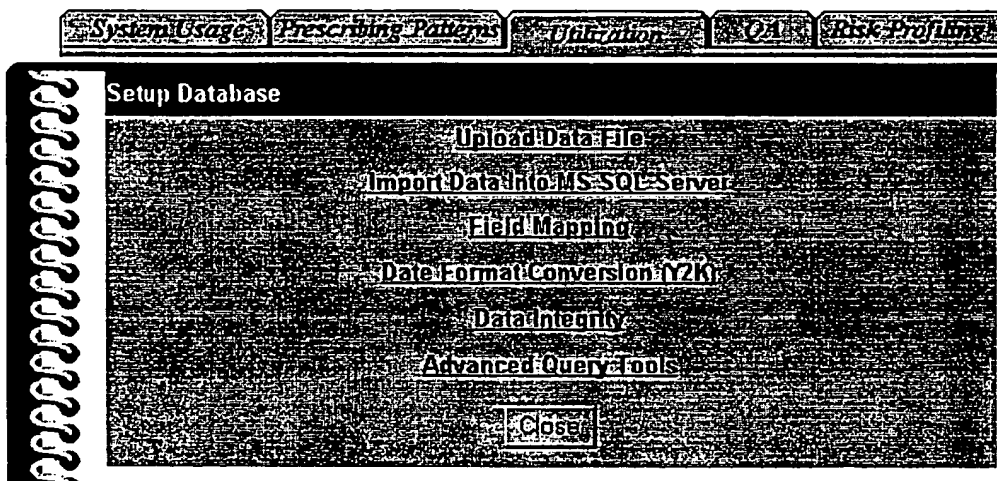 System Usage Prescribing Patterns Utilization QA Risk Profiling
Setup Database
Upload Data File
Import Data Into MS SQL Server
Field Mapping
Date Format Conversion (Y2K)
Data Integrity
Advanced Query Tools
Close